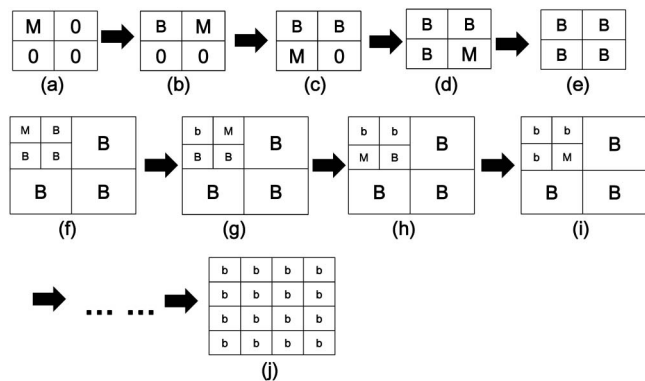 M 0 B M B B B B B B
0 0 0 0 M 0 B M B B
(a) (b) (c) (d) (e)
M B B b M B b b B b b B
B B B B M B b M
B B B B B B B B
(f) (g) (h) (i)
b b b b
b b b b
... ... b b b b
b b b b
(j)